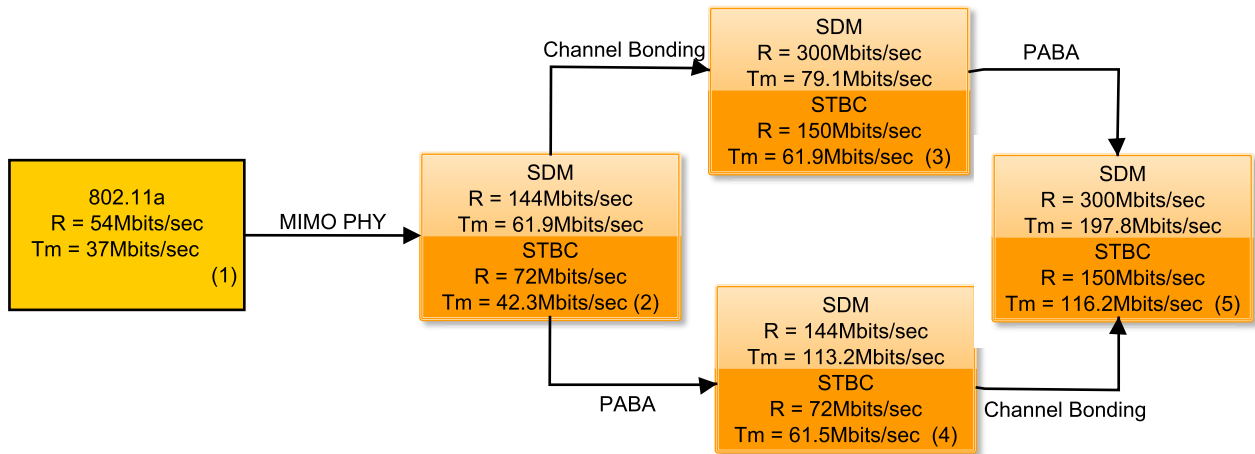 802.11a
R = 54Mbits/sec
Tm = 37Mbits/sec
(1)
MIMO PHY
SDM
R = 144Mbits/sec
Tm = 61.9Mbits/sec
STBC
R = 72Mbits/sec
Tm = 42.3Mbits/sec (2)
Channel Bonding
SDM
R = 300Mbits/sec
Tm = 79.1Mbits/sec
STBC
R = 150Mbits/sec
Tm = 61.9Mbits/sec (3)
PABA
PABA
SDM
R = 144Mbits/sec
Tm = 113.2Mbits/sec
STBC
R = 72Mbits/sec
Tm = 61.5Mbits/sec (4)
Channel Bonding
SDM
R = 300Mbits/sec
Tm = 197.8Mbits/sec
STBC
R = 150Mbits/sec
Tm = 116.2Mbits/sec (5)